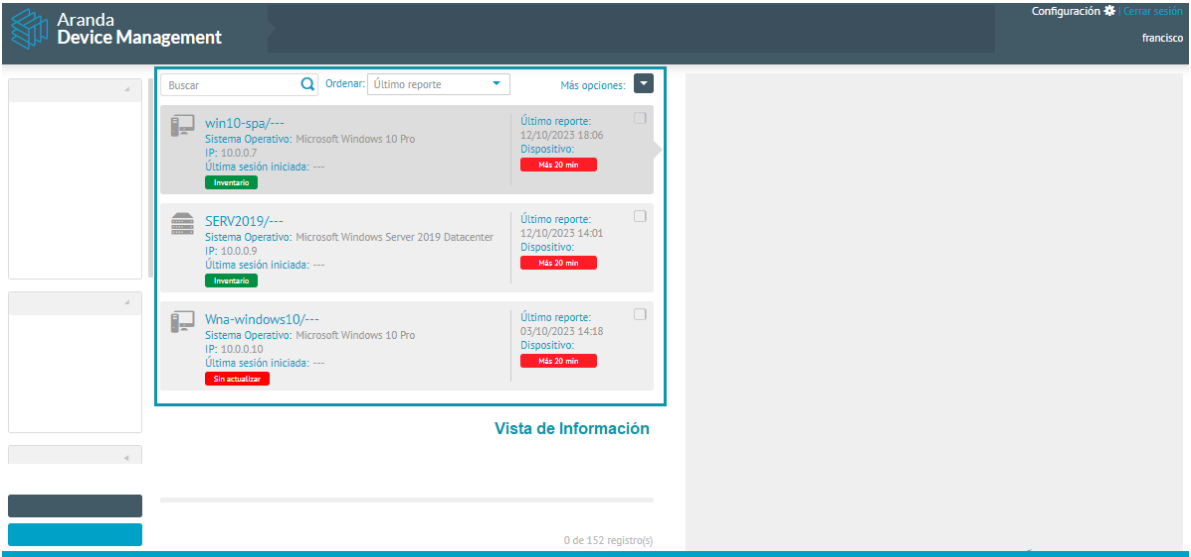 Aranda
Device Management
Configuración | Cerrar sesión
francisco
Buscar
Ordenar: Último reporte
Más opciones:
win10-spa/---
Sistema Operativo: Microsoft Windows 10 Pro
IP: 10.0.0.7
Última sesión iniciada: ---
Inventario
Último reporte:
12/10/2023 18:06
Dispositivo:
Más 20 min
SERV2019/---
Sistema Operativo: Microsoft Windows Server 2019 Datacenter
IP: 10.0.0.9
Última sesión iniciada: ---
Inventario
Último reporte:
12/10/2023 14:01
Dispositivo:
Más 20 min
Wna-windows10/---
Sistema Operativo: Microsoft Windows 10 Pro
IP: 10.0.0.10
Última sesión iniciada: ---
Sin actualizar
Último reporte:
03/10/2023 14:18
Dispositivo:
Más 20 min
Vista de Información
0 de 152 registro(s)